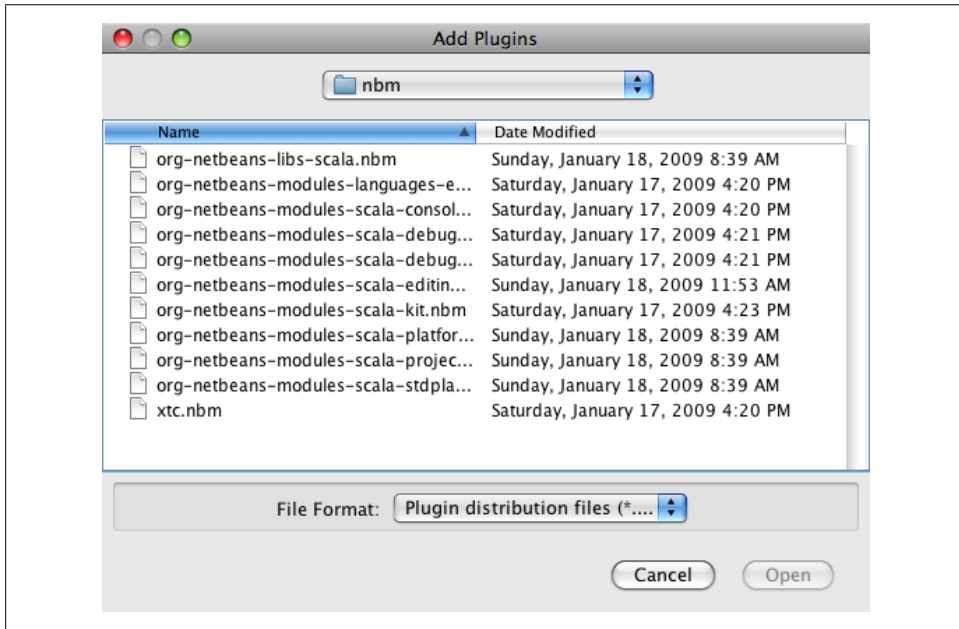 Add Plugins
nbm
Name Date Modified
org-netbeans-libs-scala.nbm Sunday, January 18, 2009 8:39 AM
org-netbeans-modules-languages-e... Saturday, January 17, 2009 4:20 PM
org-netbeans-modules-scala-consol... Saturday, January 17, 2009 4:20 PM
org-netbeans-modules-scala-debug... Saturday, January 17, 2009 4:21 PM
org-netbeans-modules-scala-debug... Saturday, January 17, 2009 4:21 PM
org-netbeans-modules-scala-editin... Sunday, January 18, 2009 11:53 AM
org-netbeans-modules-scala-kit.nbm Saturday, January 17, 2009 4:23 PM
org-netbeans-modules-scala-platfor... Sunday, January 18, 2009 8:39 AM
org-netbeans-modules-scala-projec... Sunday, January 18, 2009 8:39 AM
org-netbeans-modules-scala-stdpla... Sunday, January 18, 2009 8:39 AM
xtc.nbm Saturday, January 17, 2009 4:20 PM
File Format: Plugin distribution files (*....
Cancel Open